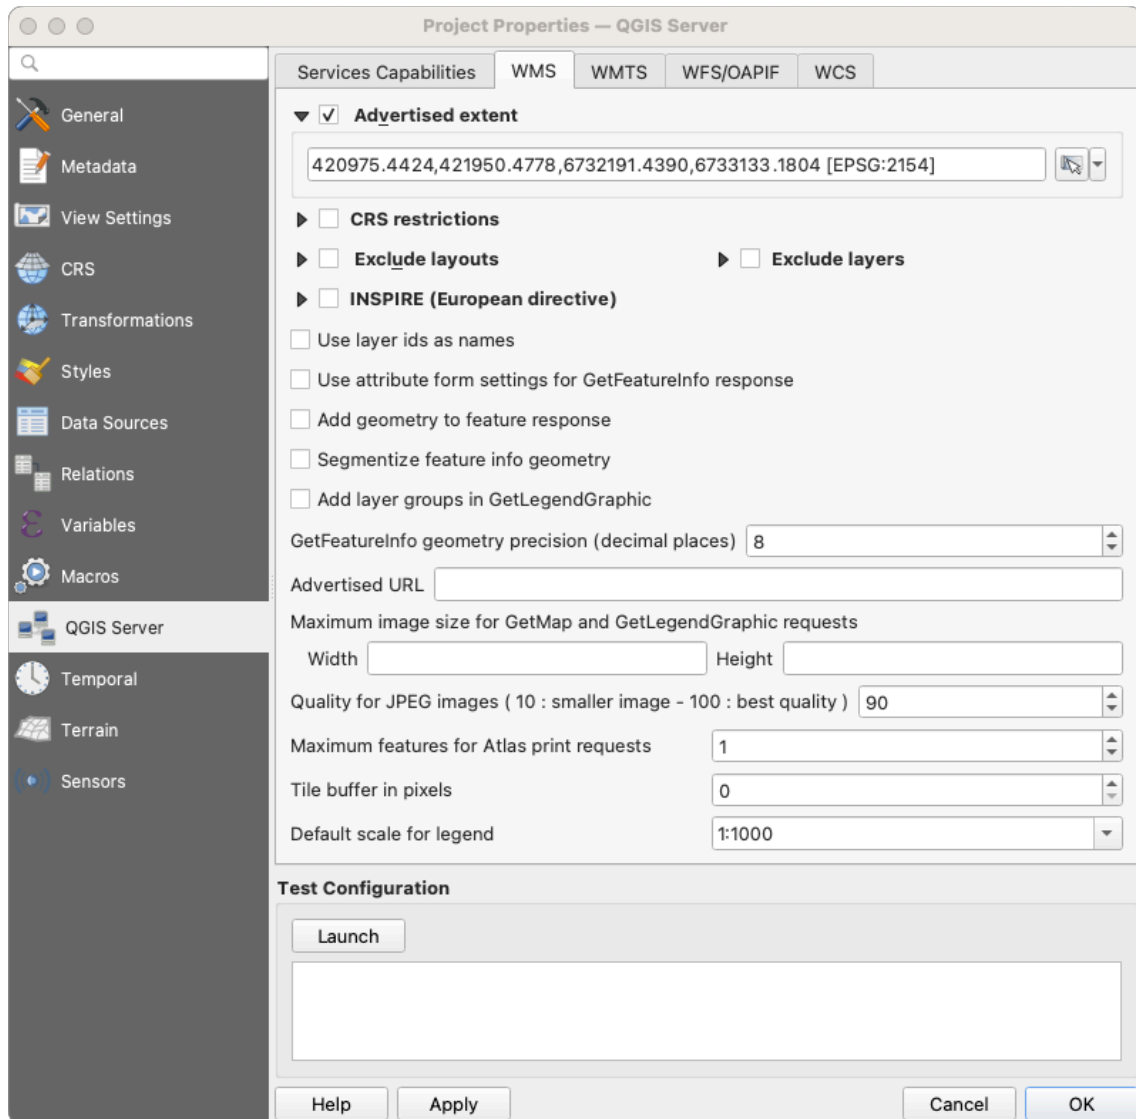 Project Properties — QGIS Server
General
Metadata
View Settings
CRS
Transformations
Styles
Data Sources
Relations
Variables
Macros
QGIS Server
Temporal
Terrain
Sensors
Services Capabilities WMS WMTS WFS/OAPIF WCS
Advertised extent
420975.4424,421950.4778,6732191.4390,6733133.1804 [EPSG:2154]
CRS restrictions
Exclude layouts Exclude layers
INSPIRE (European directive)
Use layer ids as names
Use attribute form settings for GetFeatureInfo response
Add geometry to feature response
Segmentize feature info geometry
Add layer groups in GetLegendGraphic
GetFeatureInfo geometry precision (decimal places) 8
Advertised URL
Maximum image size for GetMap and GetLegendGraphic requests
Width Height
Quality for JPEG images ( 10 : smaller image - 100 : best quality ) 90
Maximum features for Atlas print requests 1
Tile buffer in pixels 0
Default scale for legend 1:1000
Test Configuration
Launch
Help Apply Cancel OK